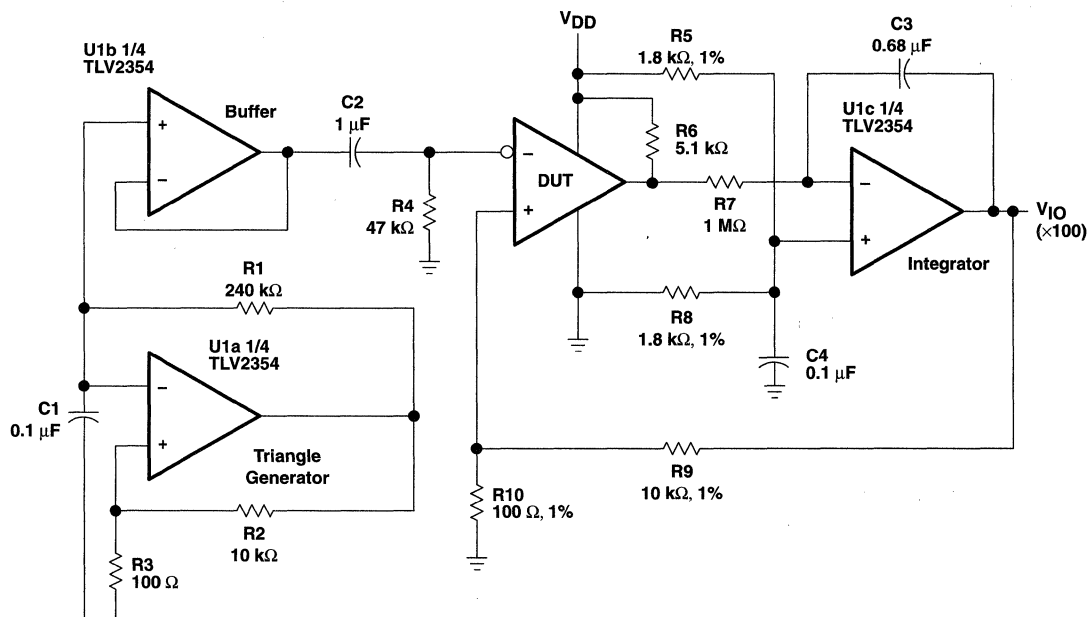 U1b 1/4
TLV2354
Buffer
+
−
C2
1 µF
R4
47 kΩ
VDD
R5
1.8 kΩ, 1%
R6
5.1 kΩ
−
DUT
+
R7
1 MΩ
C3
0.68 µF
U1c 1/4
TLV2354
−
+
Integrator
VIO
(×100)
R8
1.8 kΩ, 1%
C4
0.1 µF
R1
240 kΩ
U1a 1/4
TLV2354
−
+
C1
0.1 µF
Triangle
Generator
R2
10 kΩ
R3
100 Ω
R9
10 kΩ, 1%
R10
100 Ω, 1%